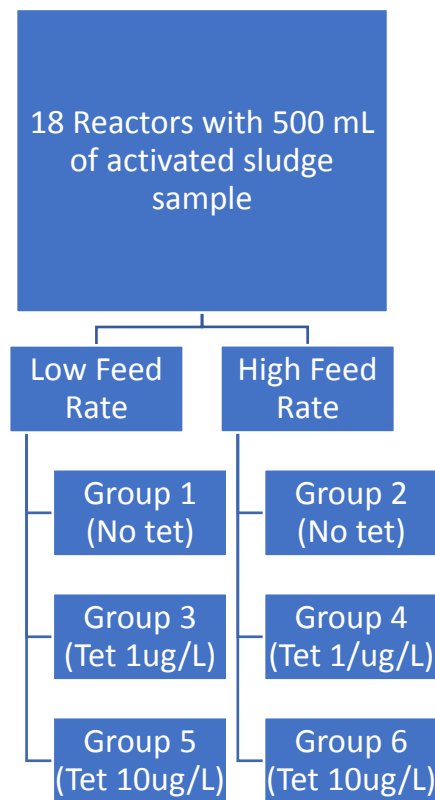 18 Reactors with 500 mL
of activated sludge
sample
Low Feed
Rate
High Feed
Rate
Group 1
(No tet)
Group 2
(No tet)
Group 3
(Tet 1ug/L)
Group 4
(Tet 1/ug/L)
Group 5
(Tet 10ug/L)
Group 6
(Tet 10ug/L)